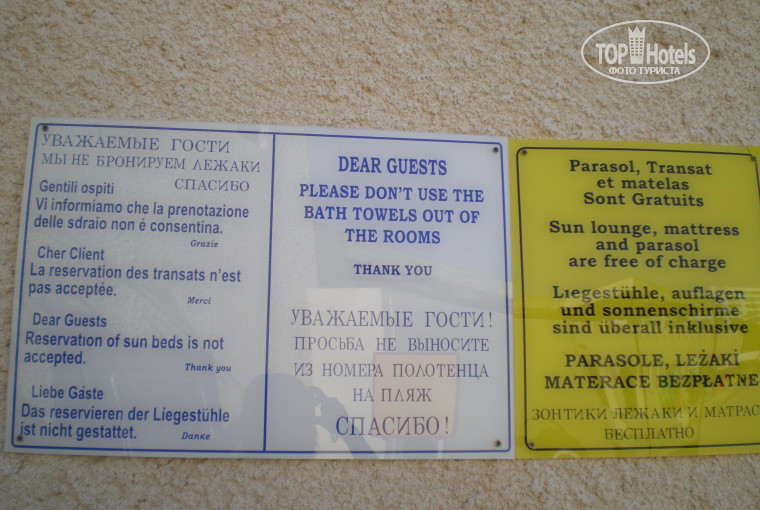 TOP Hotels
ФОТО ТУРИСТА
УВАЖАЕМЫЕ ГОСТИ
МЫ НЕ БРОНИРУЕМ ЛЕЖАКИ
СПАСИБО
Gentili ospiti
Vi informiamo che la prenotazione
delle sdraio non é consentina.
Grazie
Cher Client
La reservation des transats n'est
pas acceptée.
Merci
Dear Guests
Reservation of sun beds is not
accepted.
Thank you
Liebe Gäste
Das reservieren der Liegestühle
ist nicht gestattet.
Danke
DEAR GUESTS
PLEASE DON'T USE THE
BATH TOWELS OUT OF
THE ROOMS
THANK YOU
УВАЖАЕМЫЕ ГОСТИ!
ПРОСЬБА НЕ ВЫНОСИТЕ
ИЗ НОМЕРА ПОЛОТЕНЦА
НА ПЛЯЖ
СПАСИБО!
Parasol, Transat
et matelas
Sont Gratuits
Sun lounge, mattress
and parasol
are free of charge
Liegestühle, auflagen
und sonnenschirme
sind überall inklusive
PARASOLE, LEŻAKİ
MATERACE BEZPŁATNE
ЗОНТИКИ ЛЕЖАКИ И МАТРАС
БЕСПЛАТНО